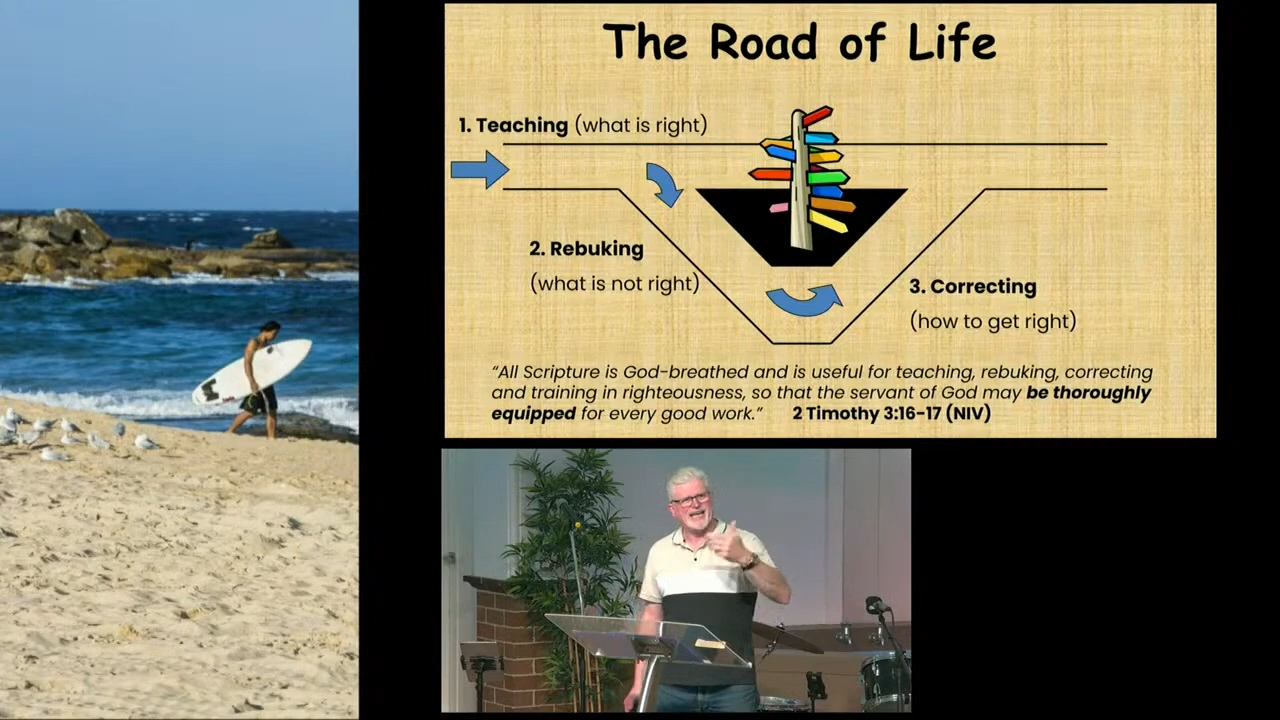 The Road of Life
1. Teaching (what is right)
2. Rebuking
(what is not right)
3. Correcting
(how to get right)
“All Scripture is God-breathed and is useful for teaching, rebuking, correcting
and training in righteousness, so that the servant of God may be thoroughly
equipped for every good work.” 2 Timothy 3:16-17 (NIV)